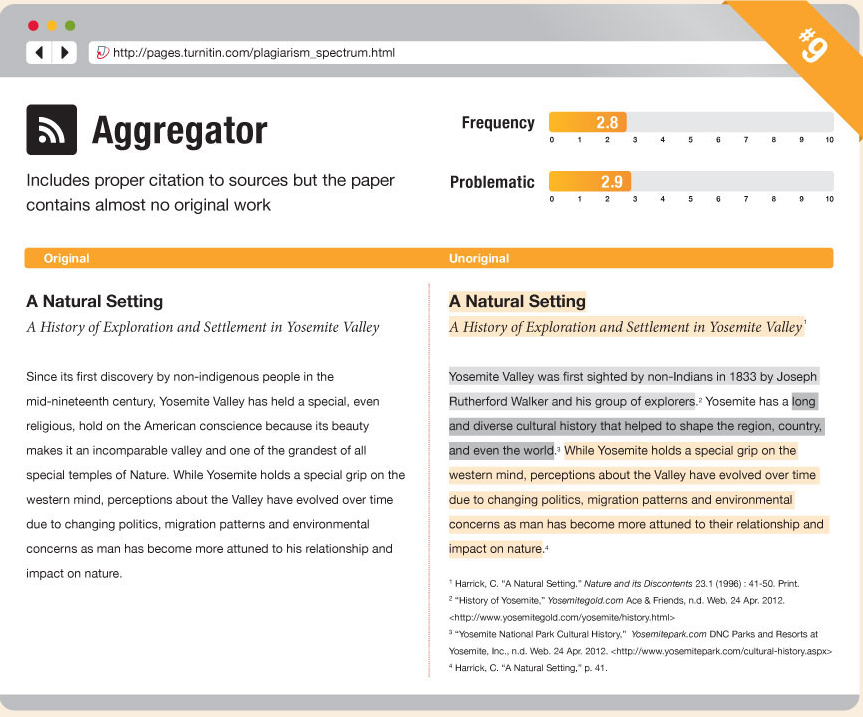 #9
http://pages.turnitin.com/plagiarism_spectrum.html
Aggregator
Includes proper citation to sources but the paper
contains almost no original work
Frequency 2.8
0 1 2 3 4 5 6 7 8 9 10
Problematic 2.9
0 1 2 3 4 5 6 7 8 9 10
Original
A Natural Setting
A History of Exploration and Settlement in Yosemite Valley
Since its first discovery by non-indigenous people in the
mid-nineteenth century, Yosemite Valley has held a special, even
religious, hold on the American conscience because its beauty
makes it an incomparable valley and one of the grandest of all
special temples of Nature. While Yosemite holds a special grip on the
western mind, perceptions about the Valley have evolved over time
due to changing politics, migration patterns and environmental
concerns as man has become more attuned to his relationship and
impact on nature.
Unoriginal
A Natural Setting
A History of Exploration and Settlement in Yosemite Valley¹
Yosemite Valley was first sighted by non-Indians in 1833 by Joseph
Rutherford Walker and his group of explorers.² Yosemite has a long
and diverse cultural history that helped to shape the region, country,
and even the world.³ While Yosemite holds a special grip on the
western mind, perceptions about the Valley have evolved over time
due to changing politics, migration patterns and environmental
concerns as man has become more attuned to their relationship and
impact on nature.⁴
¹ Harrick, C. "A Natural Setting." Nature and its Discontents 23.1 (1996) : 41-50. Print.
² "History of Yosemite," Yosemitegold.com Ace & Friends, n.d. Web. 24 Apr. 2012.
<http://www.yosemitegold.com/yosemite/history.html>
³ "Yosemite National Park Cultural History," Yosemitepark.com DNC Parks and Resorts at
Yosemite, Inc., n.d. Web. 24 Apr. 2012. <http://www.yosemitepark.com/cultural-history.aspx>
⁴ Harrick, C. "A Natural Setting," p. 41.